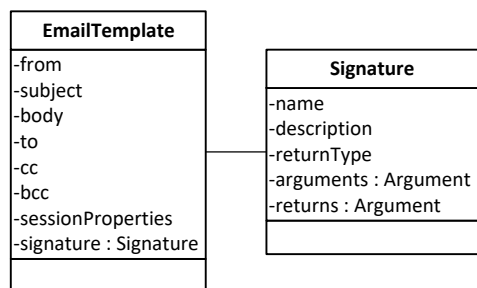 EmailTemplate
-from
-subject
-body
-to
-cc
-bcc
-sessionProperties
-signature : Signature
Signature
-name
-description
-returnType
-arguments : Argument
-returns : Argument